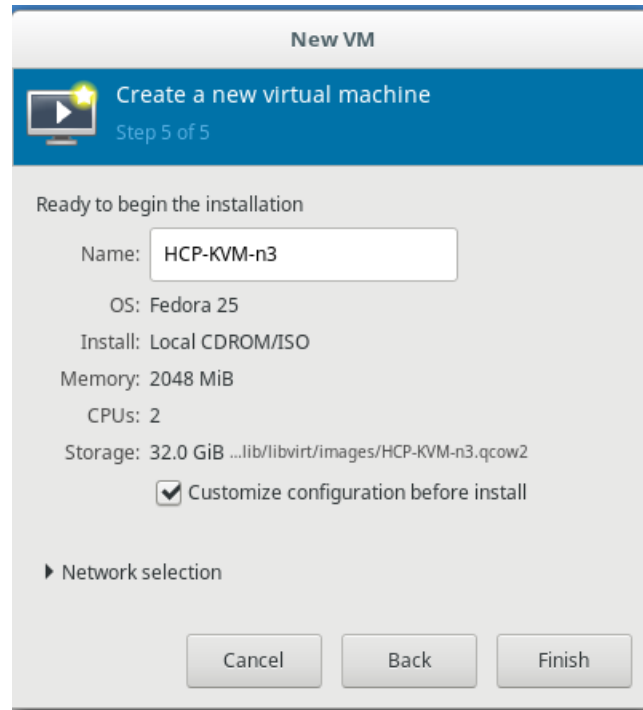 New VM
Create a new virtual machine
Step 5 of 5
Ready to begin the installation
Name: HCP-KVM-n3
OS: Fedora 25
Install: Local CDROM/ISO
Memory: 2048 MiB
CPUs: 2
Storage: 32.0 GiB ...lib/libvirt/images/HCP-KVM-n3.qcow2
Customize configuration before install
Network selection
Cancel Back Finish